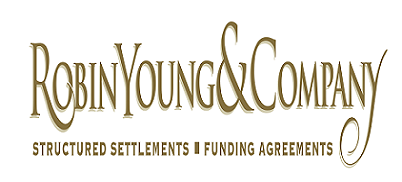 RobinYoung&Company
STRUCTURED SETTLEMENTS ▮▮ FUNDING AGREEMENTS